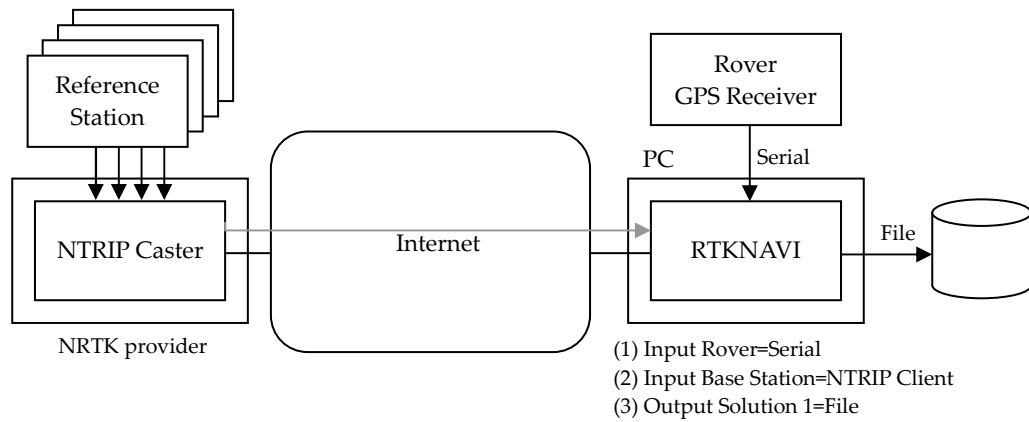 Reference
Station
Rover
GPS Receiver
PC
Serial
NTRIP Caster
Internet
RTKNAVI
File
NRTK provider
(1) Input Rover=Serial
(2) Input Base Station=NTRIP Client
(3) Output Solution 1=File